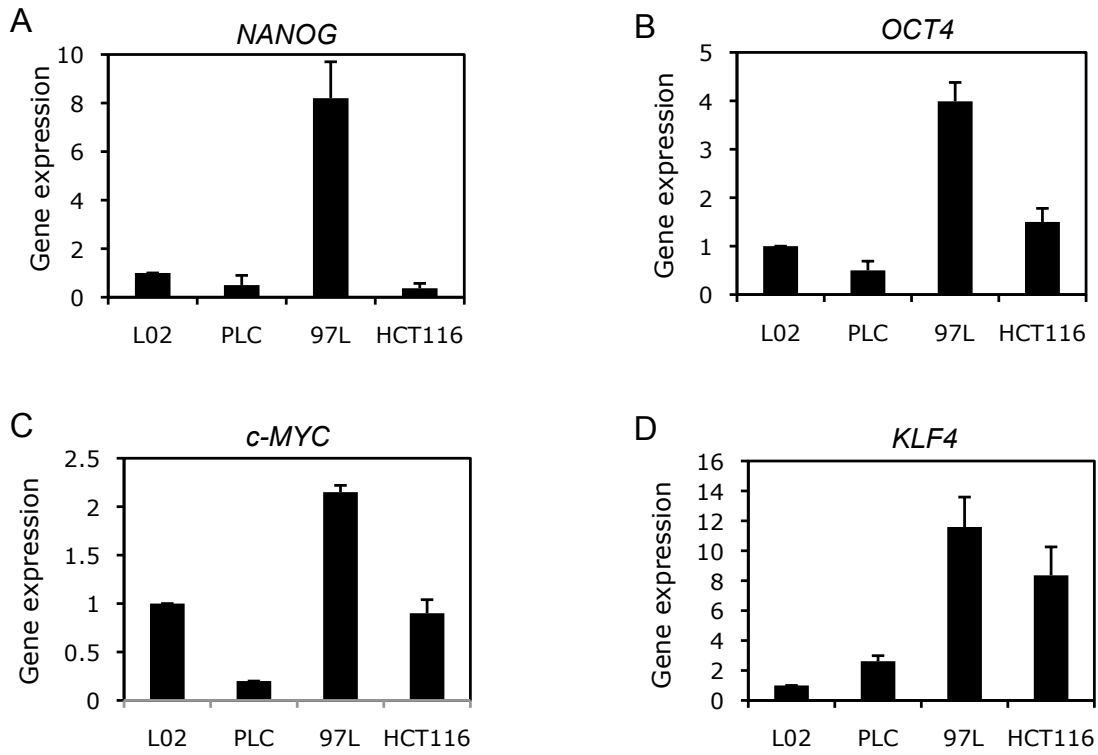 A
NANOG
Gene expression
10
8
6
4
2
0
L02 PLC 97L HCT116
B
OCT4
Gene expression
5
4
3
2
1
0
L02 PLC 97L HCT116
C
c-MYC
Gene expression
2.5
2
1.5
1
0.5
0
L02 PLC 97L HCT116
D
KLF4
Gene expression
16
14
12
10
8
6
4
2
0
L02 PLC 97L HCT116